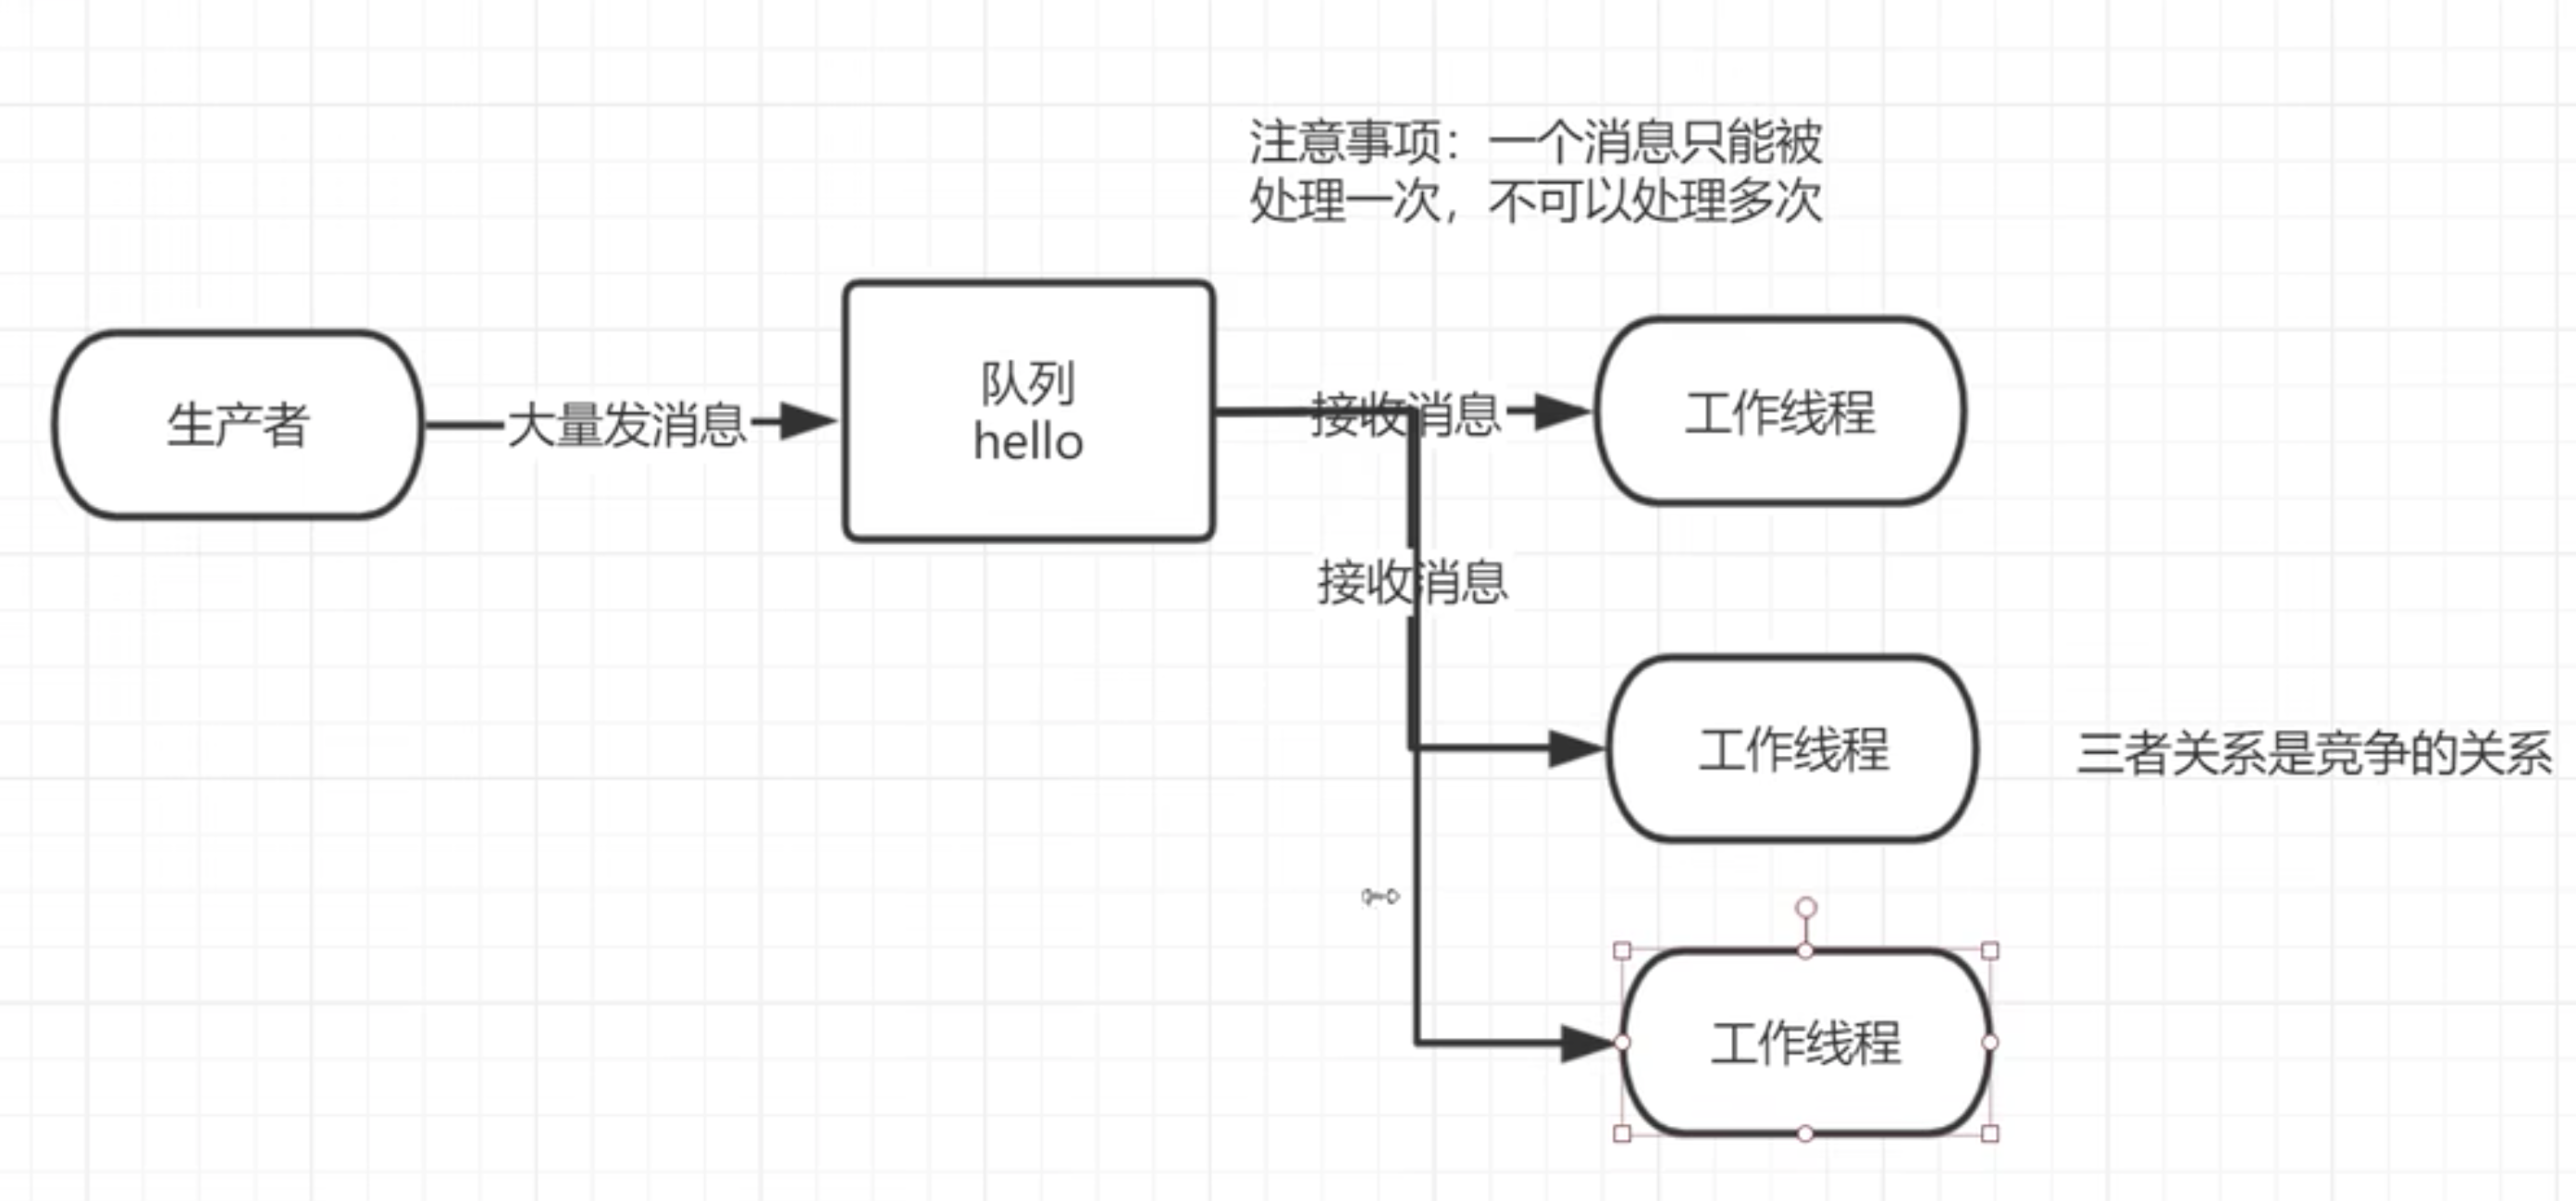 注意事项：一个消息只能被
处理一次，不可以处理多次
生产者
大量发消息
队列
hello
接收消息
工作线程
接收消息
工作线程
三者关系是竞争的关系
工作线程